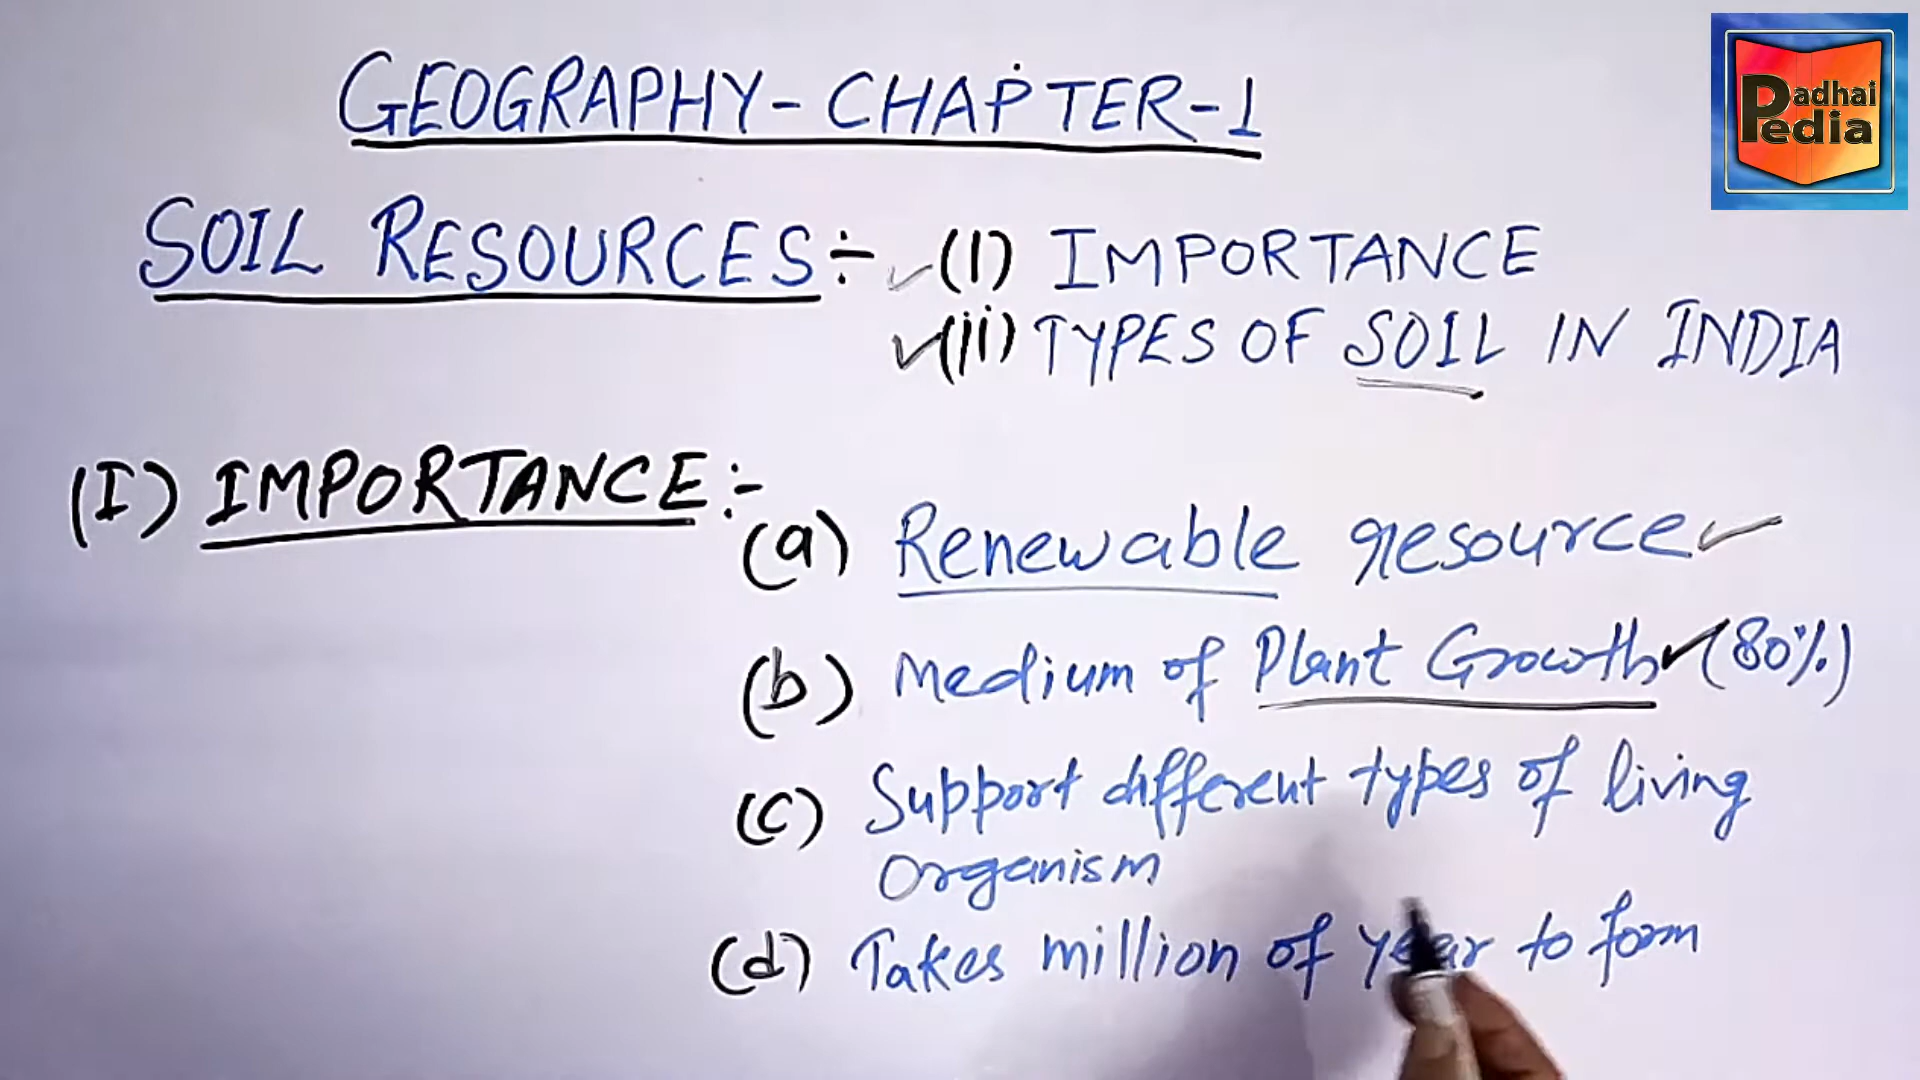 GEOGRAPHY-CHAPTER-1
Padhai
Pedia
SOIL RESOURCES÷ (I) IMPORTANCE
(ii) TYPES OF SOIL IN INDIA
(I) IMPORTANCE:-
(a) Renewable resource
(b) Medium of Plant Growth (80%)
(c) Support different types of living
organism
(d) Takes million of year to form